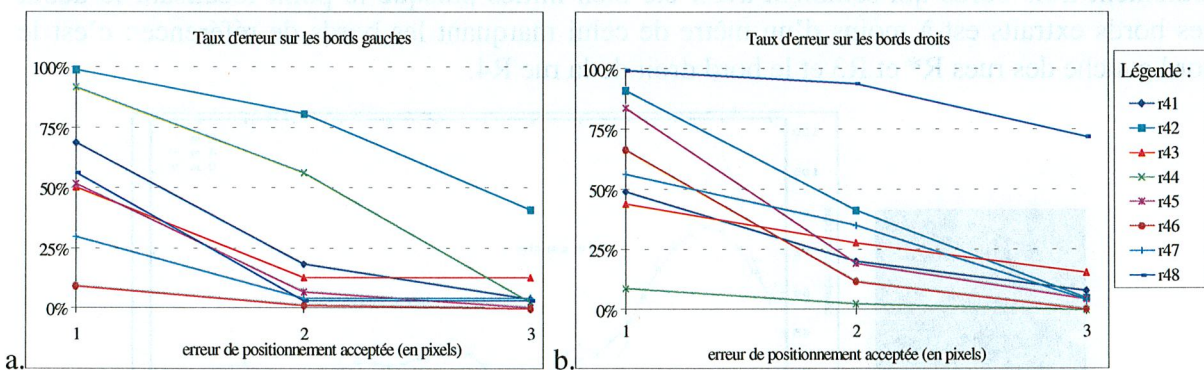 Taux d'erreur sur les bords gauches
100%
75%
50%
25%
0%
1 2 3
erreur de positionnement acceptée (en pixels)
a.
Taux d'erreur sur les bords droits
100%
75%
50%
25%
0%
1 2 3
erreur de positionnement acceptée (en pixels)
b.
Légende :
r41
r42
r43
r44
r45
r46
r47
r48